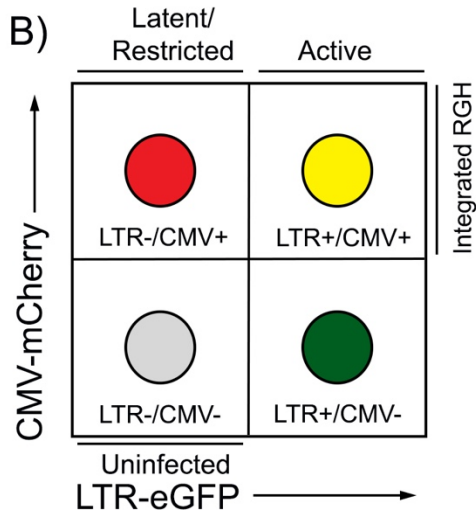 B)
Latent/
Restricted
Active
CMV-mCherry
Integrated RGH
LTR-/CMV+
LTR+/CMV+
LTR-/CMV-
LTR+/CMV-
Uninfected
LTR-eGFP